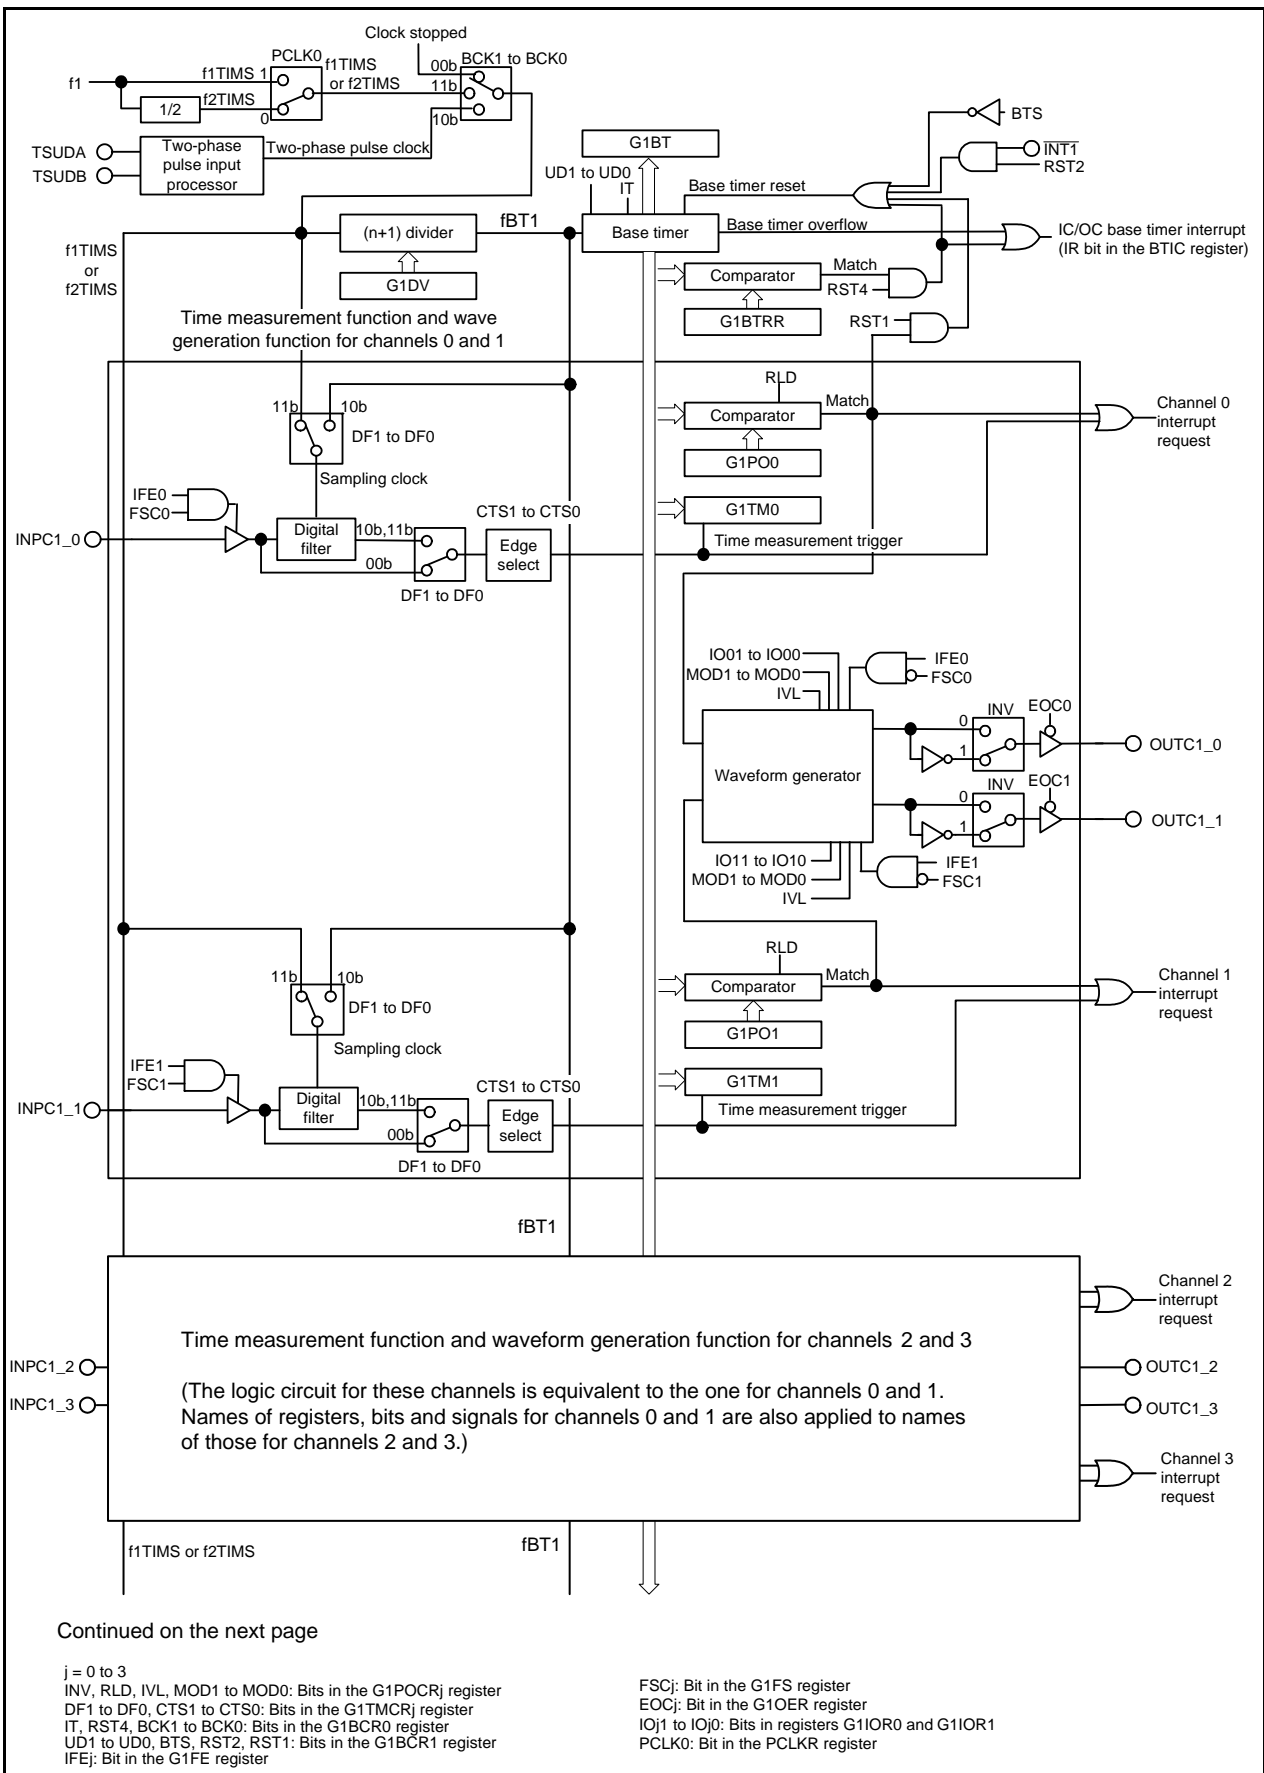 Clock stopped
PCLK0
f1TIMS
or f2TIMS
BCK1 to BCK0
f1
f1TIMS 1
00b
11b
1/2
f2TIMS
0
10b
TSUDA
TSUDB
Two-phase
pulse input
processor
Two-phase pulse clock
G1BT
BTS
INT1
RST2
UD1 to UD0
IT
Base timer reset
f1TIMS
or
f2TIMS
(n+1) divider
fBT1
Base timer
Base timer overflow
IC/OC base timer interrupt
(IR bit in the BTIC register)
G1DV
Comparator
Match
RST4
G1BTRR
RST1
Time measurement function and wave
generation function for channels 0 and 1
11b
10b
DF1 to DF0
Sampling clock
RLD
Comparator
Match
G1PO0
Channel 0
interrupt
request
IFE0
FSC0
INPC1_0
Digital
filter
10b,11b
00b
DF1 to DF0
CTS1 to CTS0
Edge
select
G1TM0
Time measurement trigger
IO01 to IO00
MOD1 to MOD0
IVL
IFE0
FSC0
Waveform generator
0
1
INV
EOC0
OUTC1_0
0
1
INV
EOC1
OUTC1_1
IO11 to IO10
MOD1 to MOD0
IVL
IFE1
FSC1
11b
10b
DF1 to DF0
Sampling clock
RLD
Comparator
Match
G1PO1
Channel 1
interrupt
request
IFE1
FSC1
INPC1_1
Digital
filter
10b,11b
00b
DF1 to DF0
CTS1 to CTS0
Edge
select
G1TM1
Time measurement trigger
fBT1
Time measurement function and waveform generation function for channels 2 and 3
(The logic circuit for these channels is equivalent to the one for channels 0 and 1.
Names of registers, bits and signals for channels 0 and 1 are also applied to names
of those for channels 2 and 3.)
INPC1_2
INPC1_3
Channel 2
interrupt
request
OUTC1_2
OUTC1_3
Channel 3
interrupt
request
f1TIMS or f2TIMS
fBT1
Continued on the next page
j = 0 to 3
INV, RLD, IVL, MOD1 to MOD0: Bits in the G1POCRj register
DF1 to DF0, CTS1 to CTS0: Bits in the G1TMCRj register
IT, RST4, BCK1 to BCK0: Bits in the G1BCR0 register
UD1 to UD0, BTS, RST2, RST1: Bits in the G1BCR1 register
IFEj: Bit in the G1FE register
FSCj: Bit in the G1FS register
EOCj: Bit in the G1OER register
IOj1 to IOj0: Bits in registers G1IOR0 and G1IOR1
PCLK0: Bit in the PCLKR register